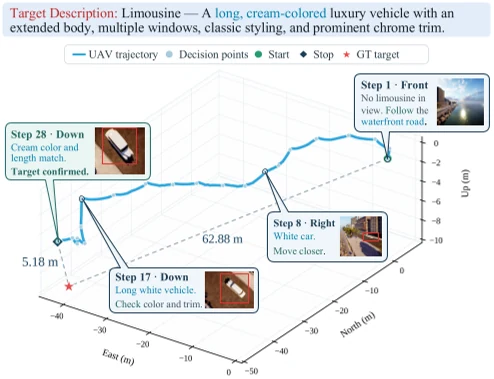 Target Description: Limousine — A long, cream-colored luxury vehicle with an
extended body, multiple windows, classic styling, and prominent chrome trim.
UAV trajectory Decision points Start Stop GT target
Step 1 · Front
No limousine in
view. Follow the
waterfront road.
Step 28 · Down
Cream color and
length match.
Target confirmed.
Step 8 · Right
White car.
Move closer.
Step 17 · Down
Long white vehicle.
Check color and trim.
62.88 m
5.18 m
0
−2
−4
−6
−8
−10
Up (m)
0
−10
−20
−30
−40
−50
North (m)
−40
−30
−20
−10
0
East (m)